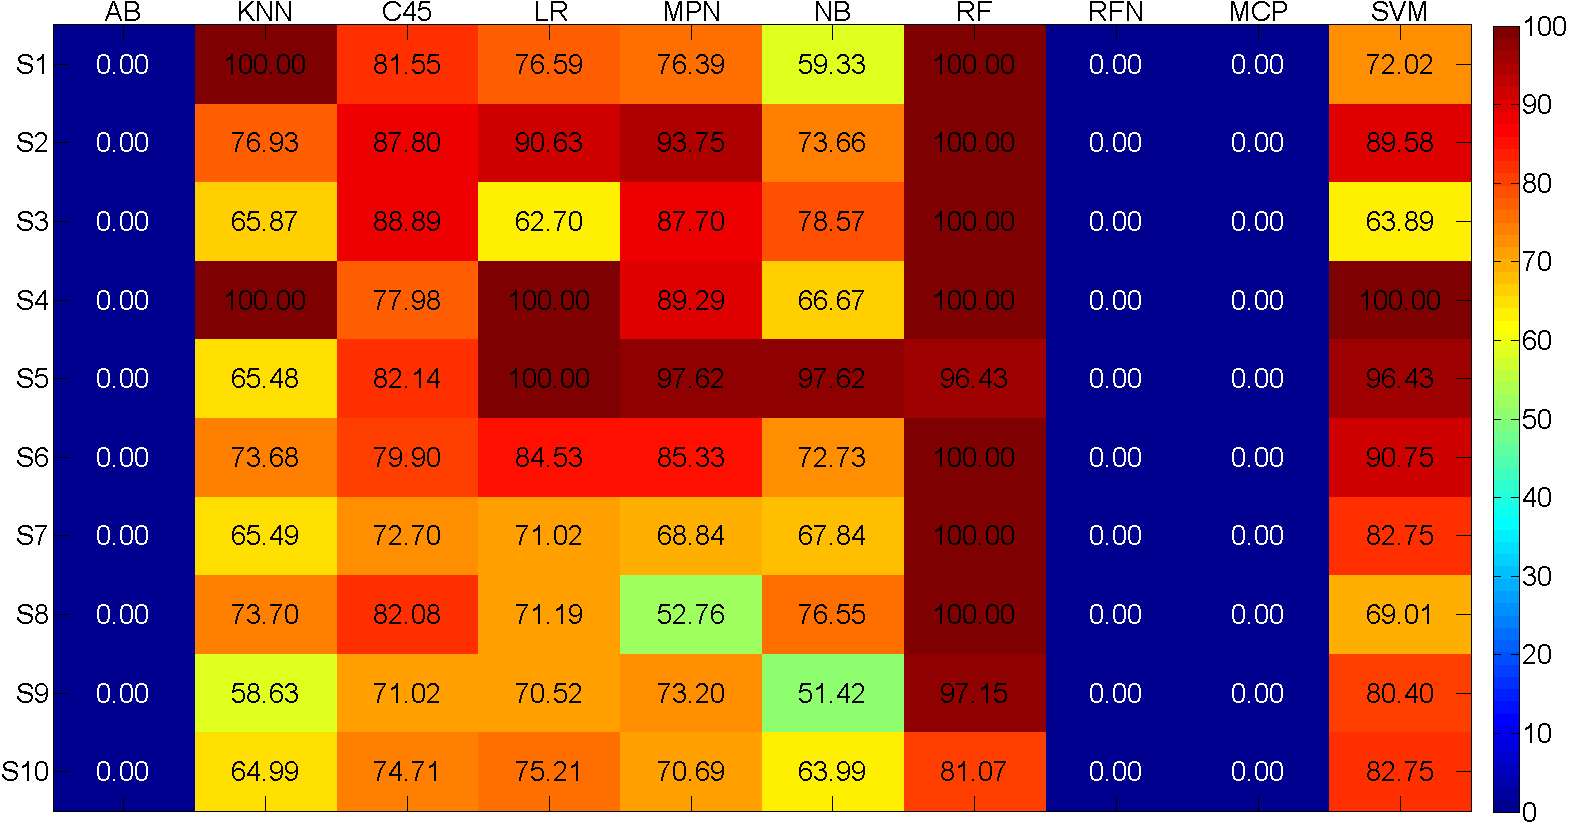 AB KNN C45 LR MPN NB RF RFN MCP SVM
S1 0.00 100.00 81.55 76.59 76.39 59.33 100.00 0.00 0.00 72.02
S2 0.00 76.93 87.80 90.63 93.75 73.66 100.00 0.00 0.00 89.58
S3 0.00 65.87 88.89 62.70 87.70 78.57 100.00 0.00 0.00 63.89
S4 0.00 100.00 77.98 100.00 89.29 66.67 100.00 0.00 0.00 100.00
S5 0.00 65.48 82.14 100.00 97.62 97.62 96.43 0.00 0.00 96.43
S6 0.00 73.68 79.90 84.53 85.33 72.73 100.00 0.00 0.00 90.75
S7 0.00 65.49 72.70 71.02 68.84 67.84 100.00 0.00 0.00 82.75
S8 0.00 73.70 82.08 71.19 52.76 76.55 100.00 0.00 0.00 69.01
S9 0.00 58.63 71.02 70.52 73.20 51.42 97.15 0.00 0.00 80.40
S10 0.00 64.99 74.71 75.21 70.69 63.99 81.07 0.00 0.00 82.75
100
90
80
70
60
50
40
30
20
10
0